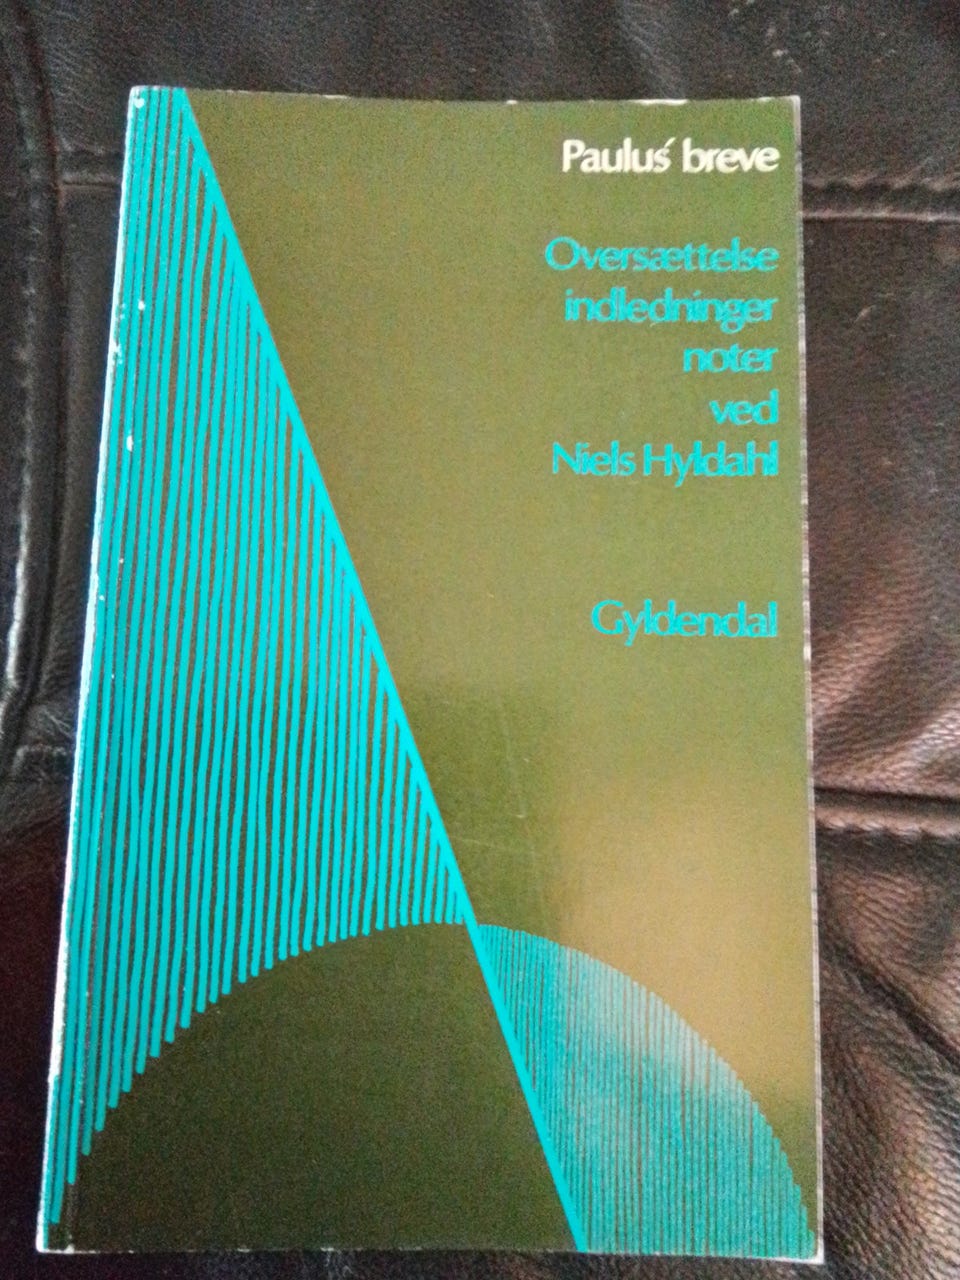 Paulus' breve
Oversættelse
indledninger
noter
ved
Niels Hyldahl
Gyldendal